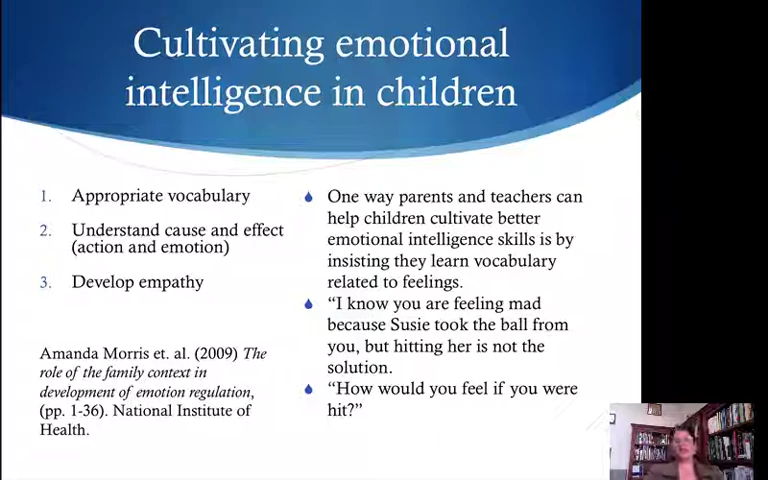 Cultivating emotional
intelligence in children
1. Appropriate vocabulary
2. Understand cause and effect
(action and emotion)
3. Develop empathy
Amanda Morris et. al. (2009) The
role of the family context in
development of emotion regulation,
(pp. 1-36). National Institute of
Health.
One way parents and teachers can
help children cultivate better
emotional intelligence skills is by
insisting they learn vocabulary
related to feelings.
“I know you are feeling mad
because Susie took the ball from
you, but hitting her is not the
solution.
“How would you feel if you were
hit?”